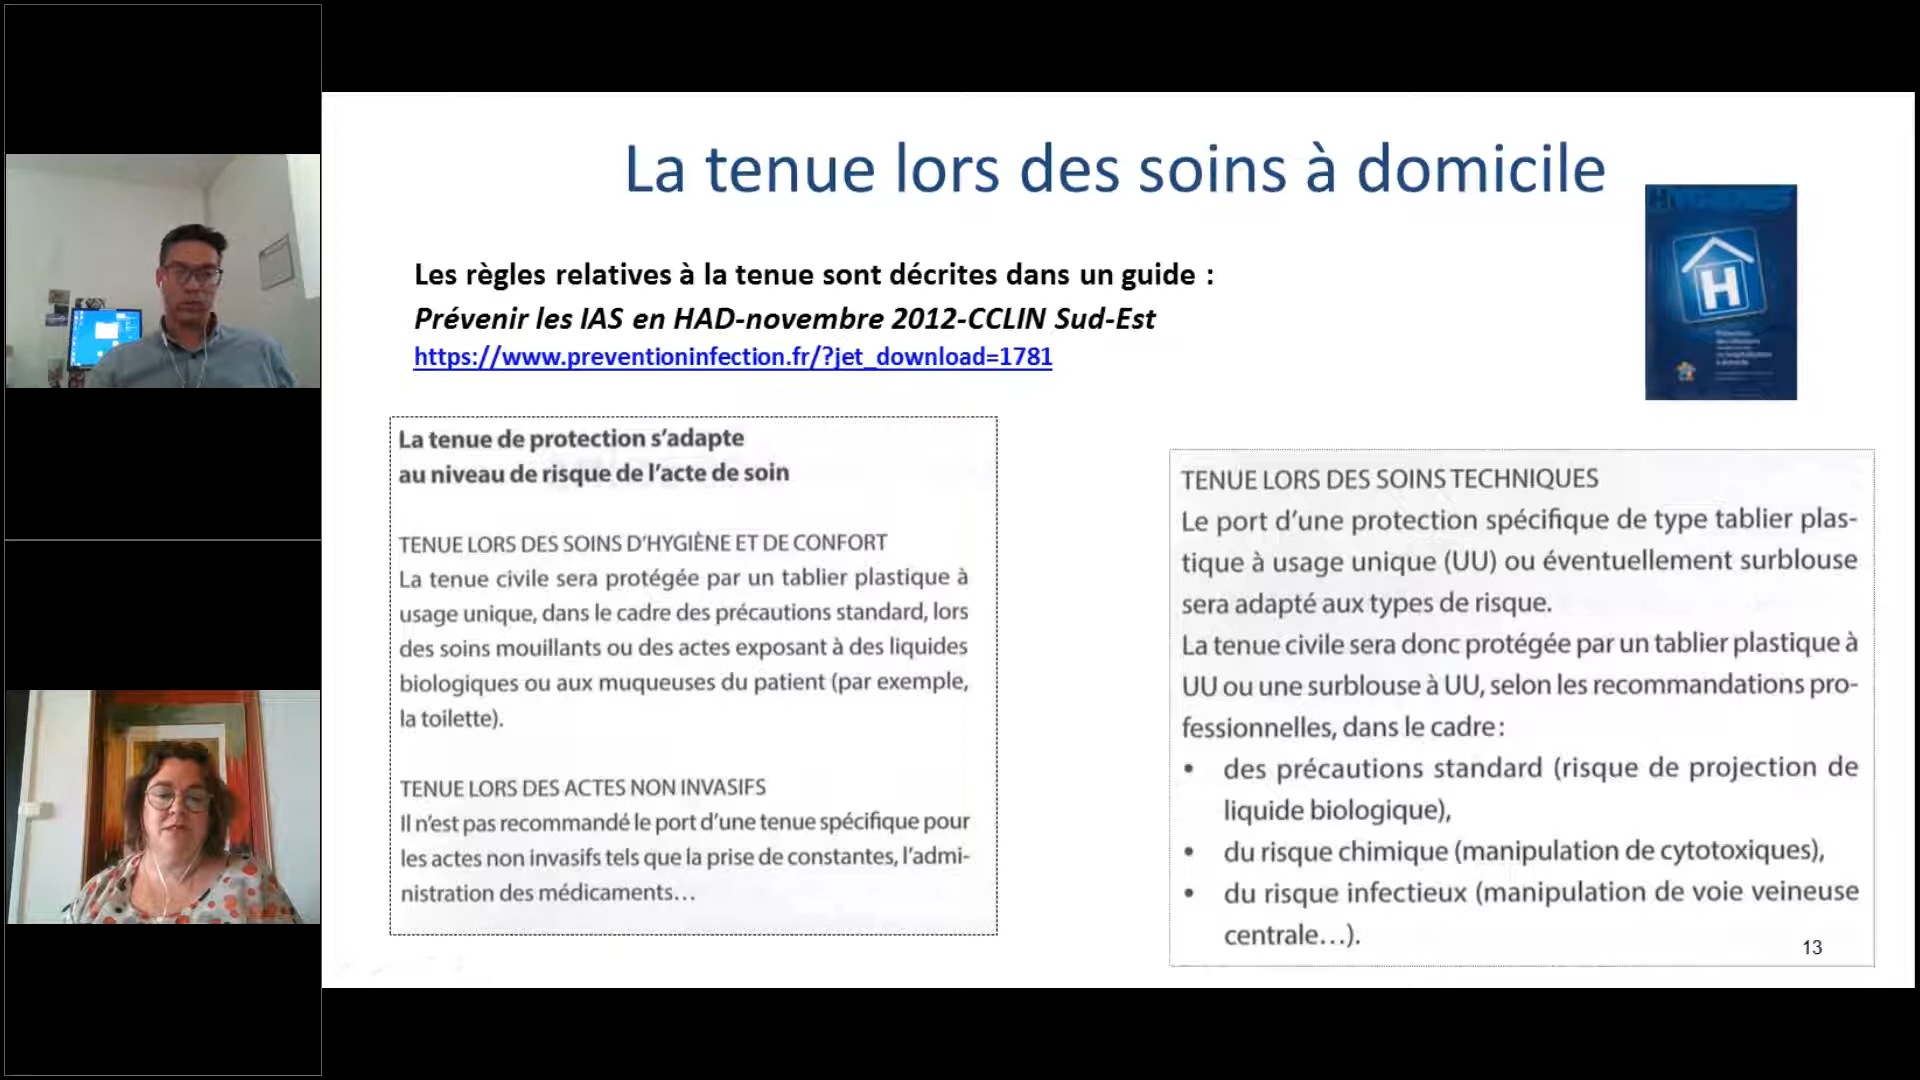 La tenue lors des soins à domicile
Les règles relatives à la tenue sont décrites dans un guide :
Prévenir les IAS en HAD-novembre 2012-CCLIN Sud-Est
https://www.preventioninfection.fr/?jet_download=1781
H
La tenue de protection s’adapte
au niveau de risque de l’acte de soin
TENUE LORS DES SOINS D’HYGIÈNE ET DE CONFORT
La tenue civile sera protégée par un tablier plastique à
usage unique, dans le cadre des précautions standard, lors
des soins mouillants ou des actes exposant à des liquides
biologiques ou aux muqueuses du patient (par exemple,
la toilette).
TENUE LORS DES ACTES NON INVASIFS
Il n’est pas recommandé le port d’une tenue spécifique pour
les actes non invasifs tels que la prise de constantes, l’admi-
nistration des médicaments…
TENUE LORS DES SOINS TECHNIQUES
Le port d’une protection spécifique de type tablier plas-
tique à usage unique (UU) ou éventuellement surblouse
sera adapté aux types de risque.
La tenue civile sera donc protégée par un tablier plastique à
UU ou une surblouse à UU, selon les recommandations pro-
fessionnelles, dans le cadre :
• des précautions standard (risque de projection de
liquide biologique),
• du risque chimique (manipulation de cytotoxiques),
• du risque infectieux (manipulation de voie veineuse
centrale…).
13